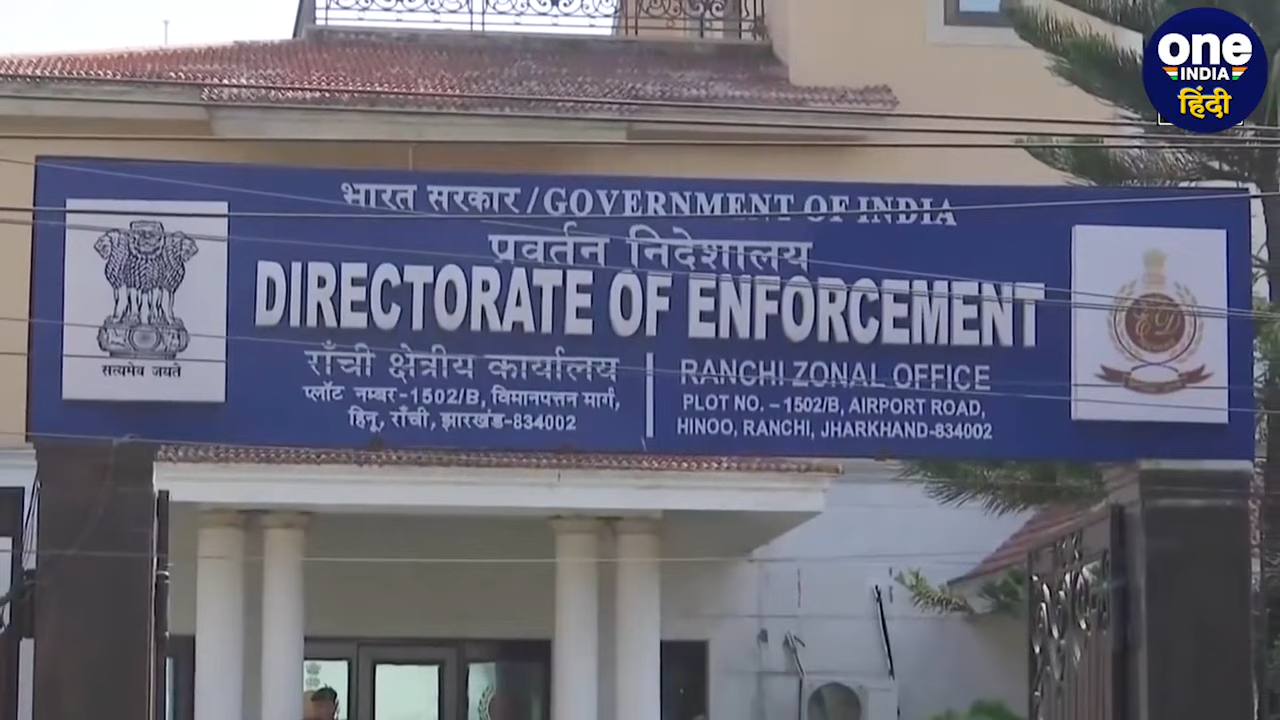 one
INDIA
हिंदी
भारत सरकार/GOVERNMENT OF INDIA
प्रवर्तन निदेशालय
DIRECTORATE OF ENFORCEMENT
सत्यमेव जयते
ED
राँची क्षेत्रीय कार्यालय
प्लॉट नम्बर-1502/B, विमानपत्तन मार्ग,
हिनू, राँची, झारखंड-834002
RANCHI ZONAL OFFICE
PLOT NO. – 1502/B, AIRPORT ROAD,
HINOO, RANCHI, JHARKHAND-834002